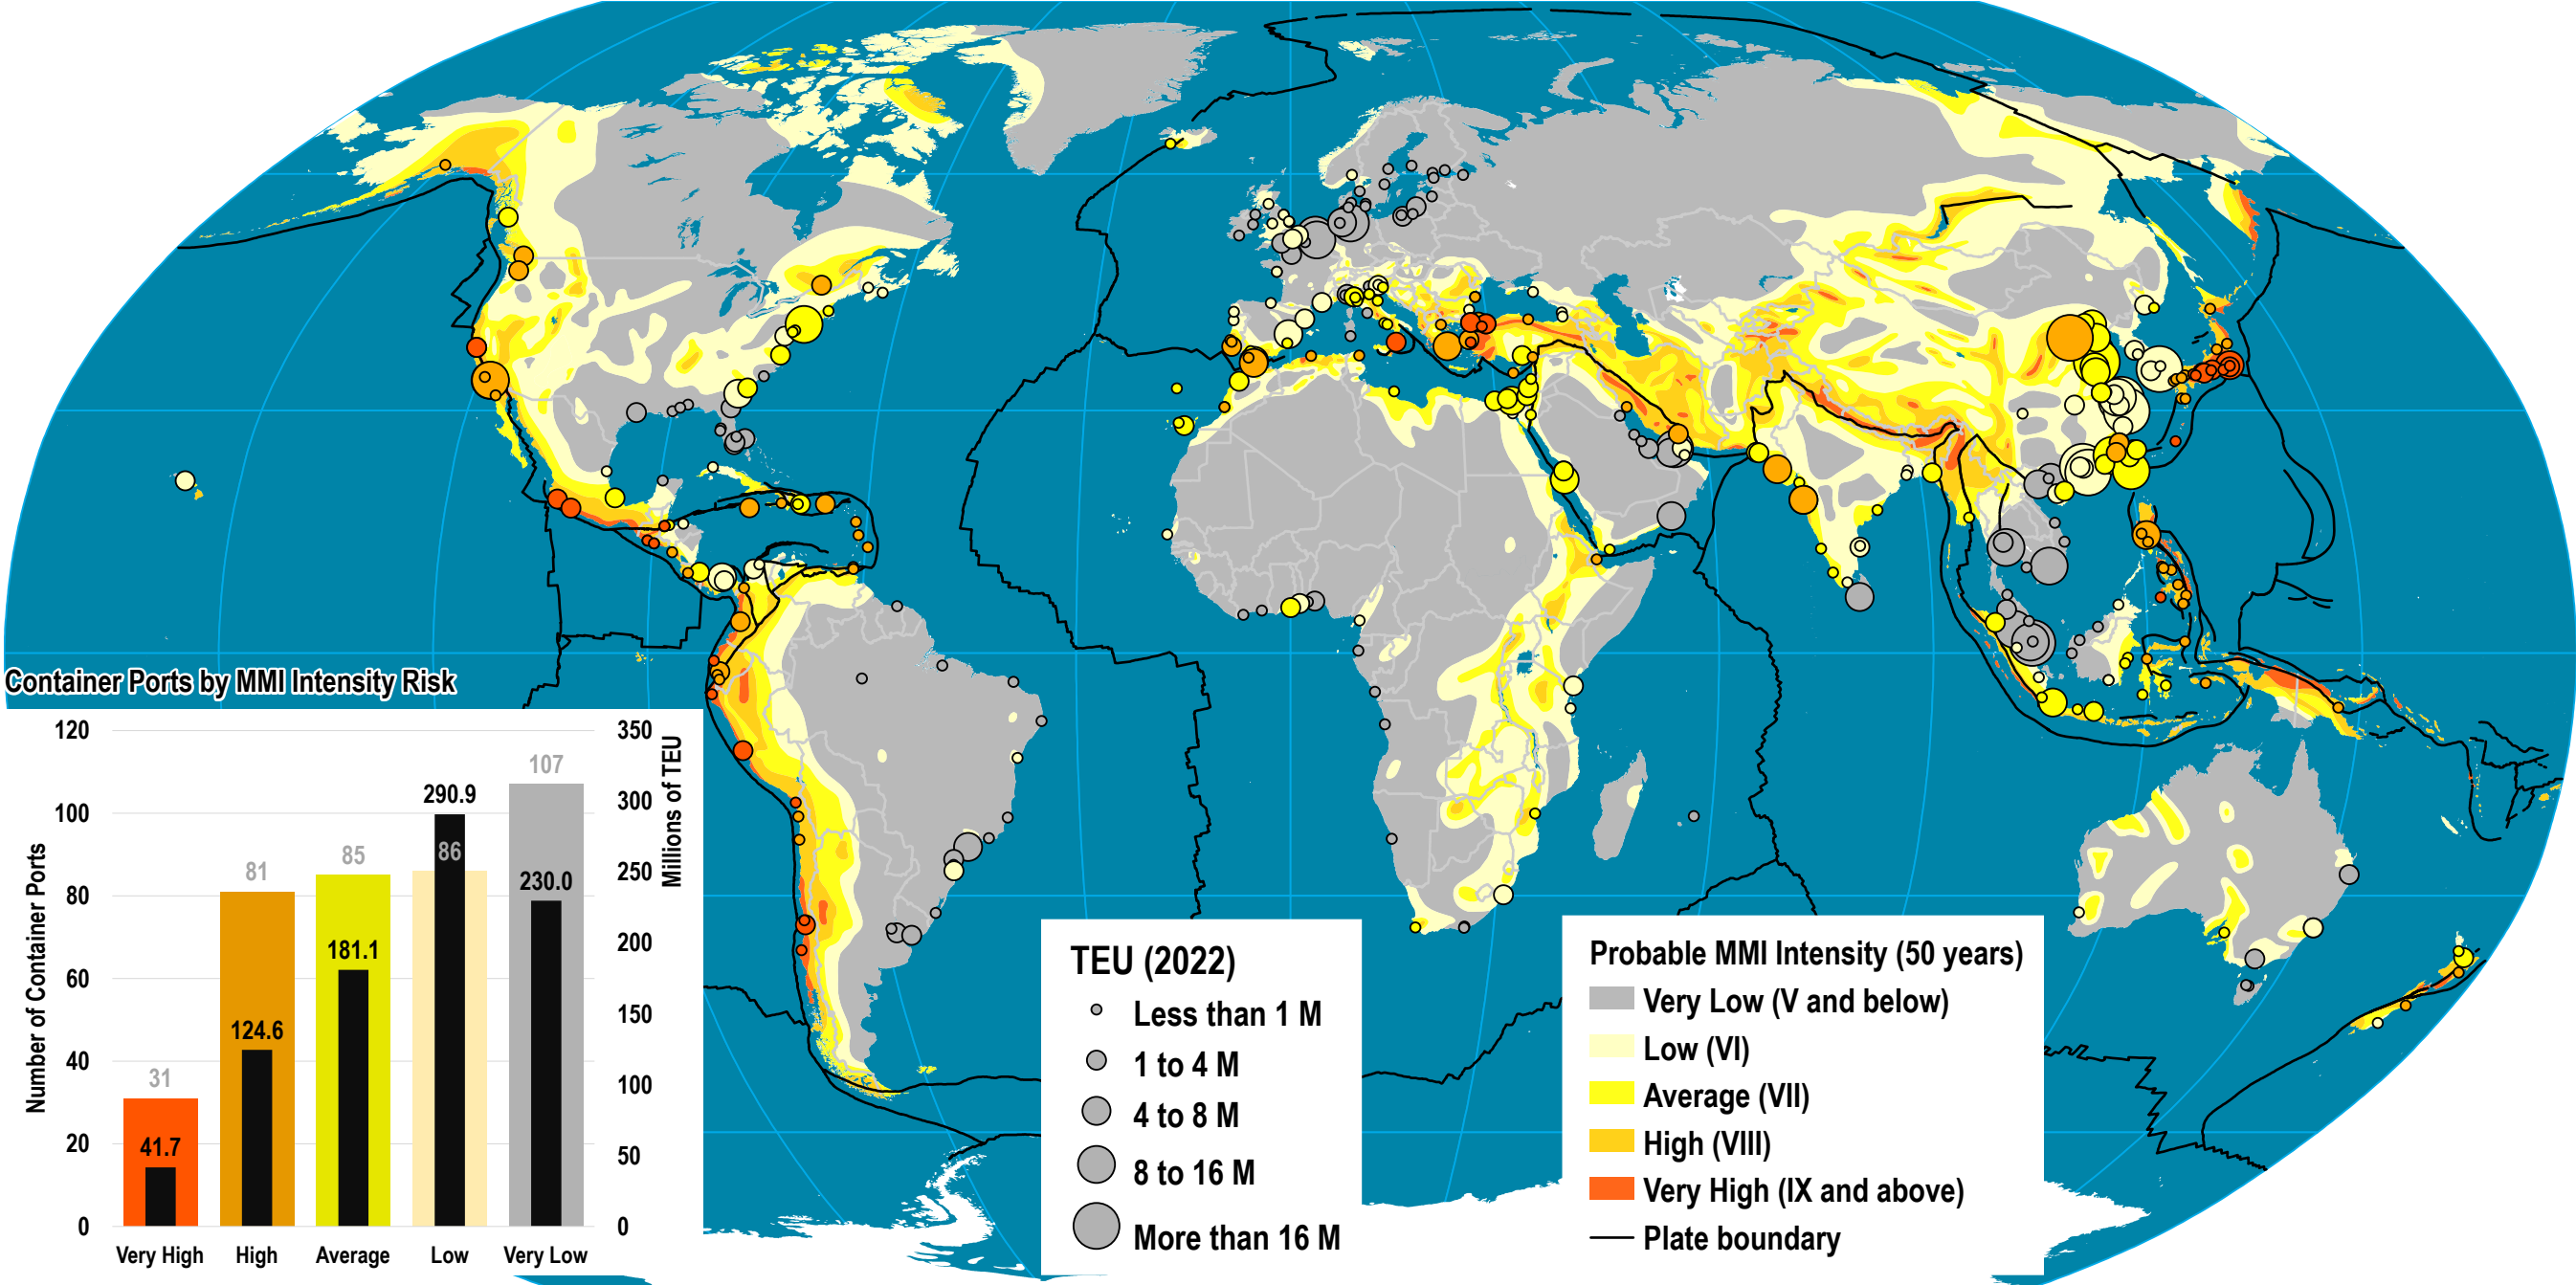 Container Ports by MMI Intensity Risk
120
100
80
60
40
20
0
Number of Container Ports
350
300
250
200
150
100
50
0
Millions of TEU
31
41.7
81
124.6
85
181.1
290.9
86
107
230.0
Very High
High
Average
Low
Very Low
TEU (2022)
Less than 1 M
1 to 4 M
4 to 8 M
8 to 16 M
More than 16 M
Probable MMI Intensity (50 years)
Very Low (V and below)
Low (VI)
Average (VII)
High (VIII)
Very High (IX and above)
Plate boundary